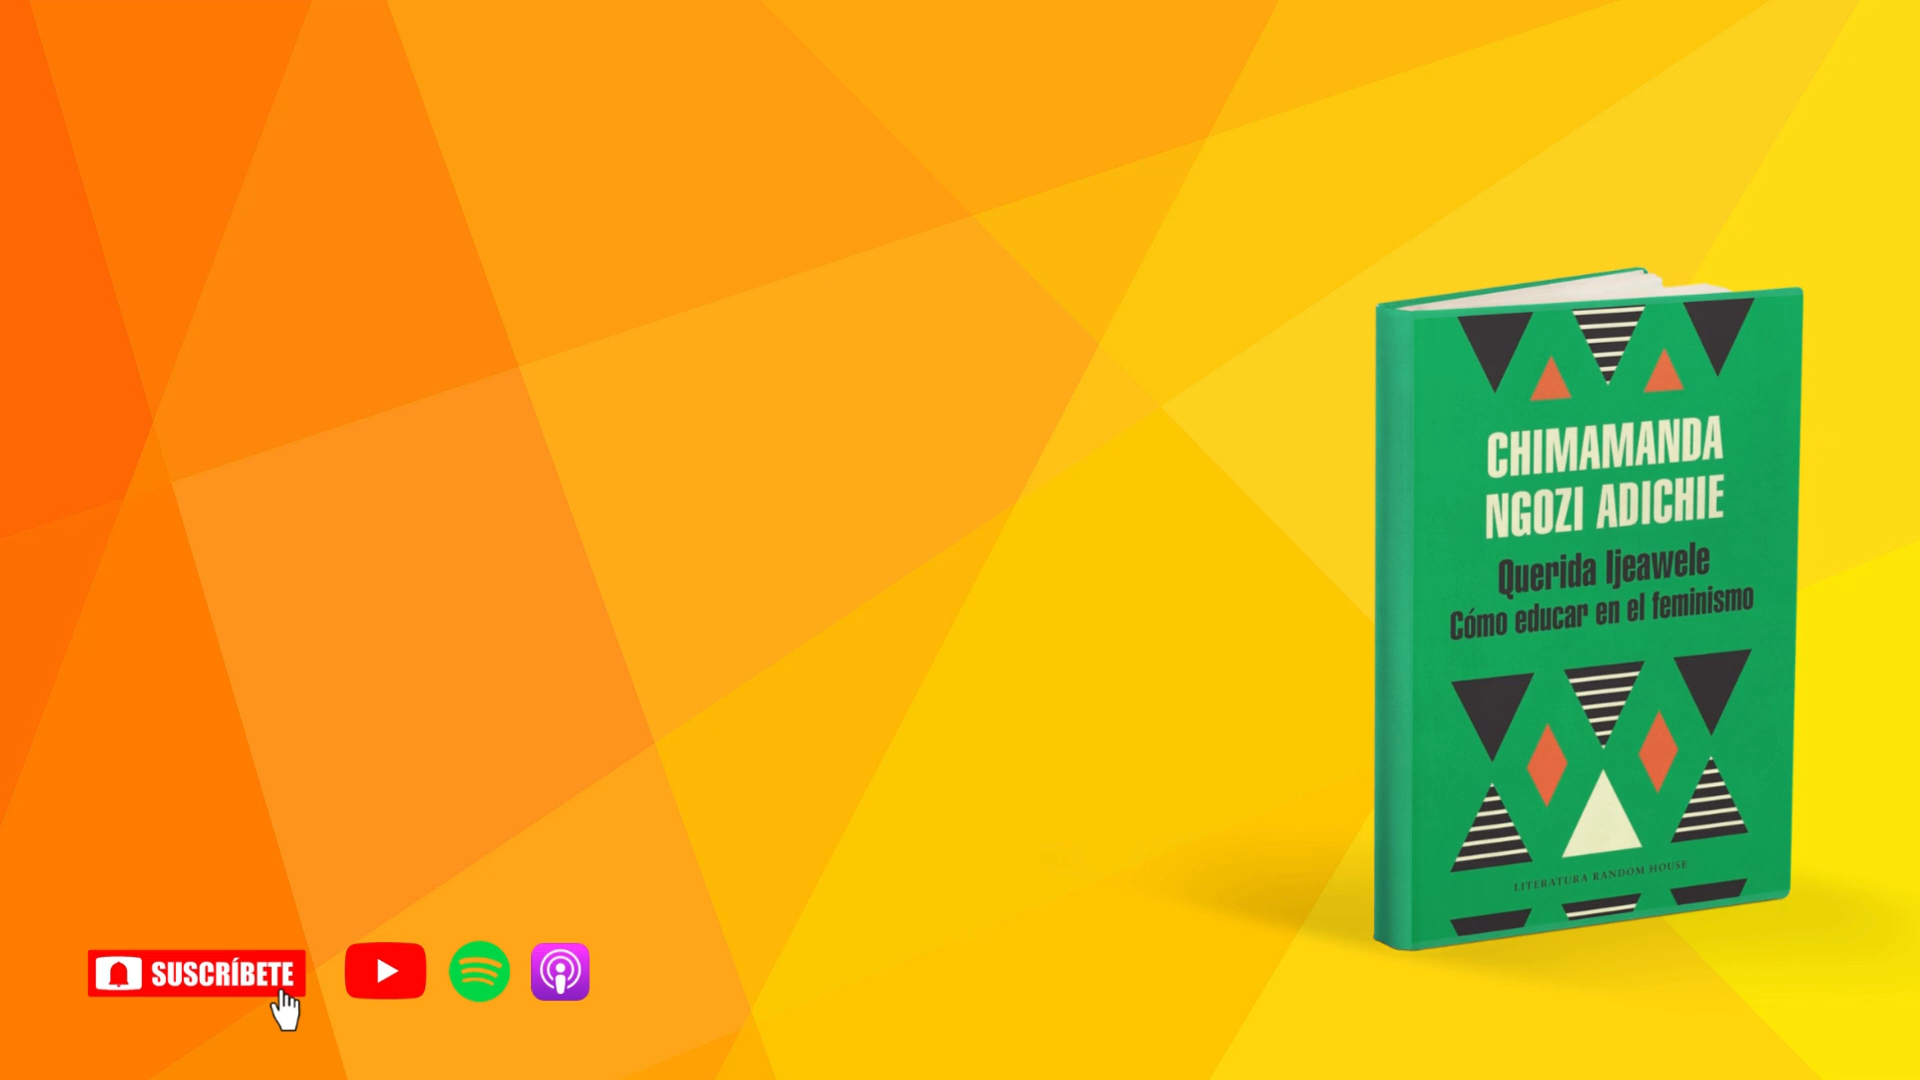 CHIMAMANDA
NGOZI ADICHIE
Querida Ijeawele
Cómo educar en el feminismo
LITERATURA RANDOM HOUSE
SUSCRÍBETE